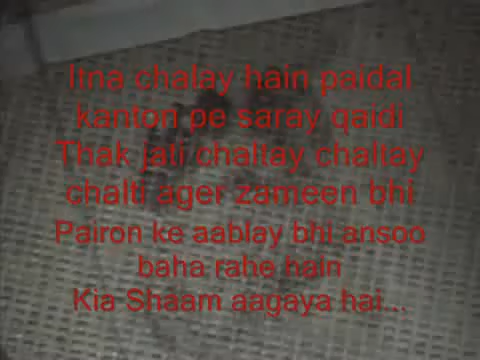 Itna chalay hain paidal
kanton pe saray qaidi
Thak jati chaltay chaltay
chalti ager zameen bhi
Pairon ke aablay bhi ansoo
baha rahe hain
Kia Shaam aagaya hai...